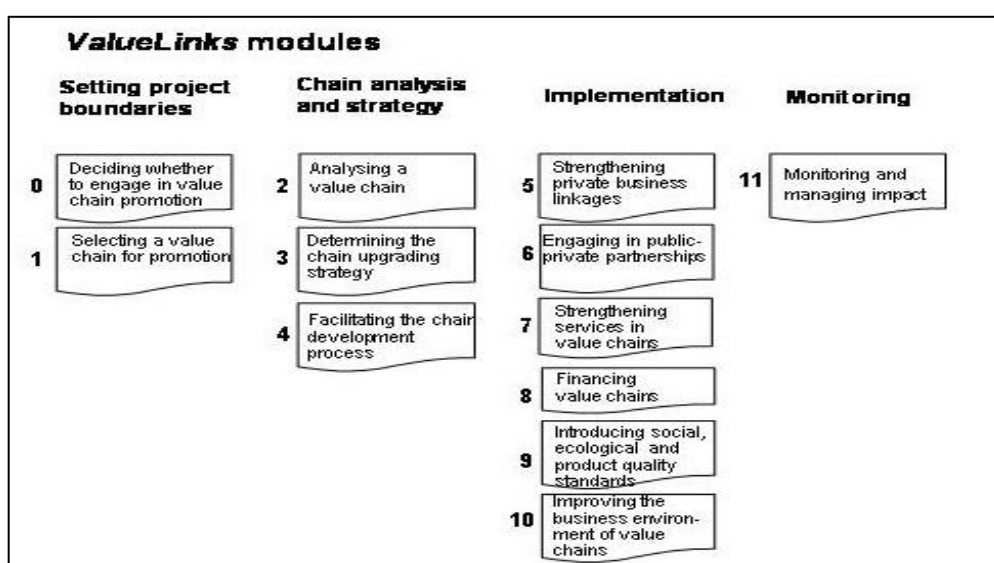 ValueLinks modules
Setting project
boundaries
0
Deciding whether
to engage in value
chain promotion
1
Selecting a value
chain for promotion
Chain analysis
and strategy
2
Analysing a
value chain
3
Determining the
chain upgrading
strategy
4
Facilitating the chain
development
process
Implementation
5
Strengthening
private business
linkages
6
Engaging in public-
private partnerships
7
Strengthening
services in
value chains
8
Financing
value chains
9
Introducing social,
ecological and
product quality
standards
10
Improving the
business environ-
ment of value
chains
Monitoring
11
Monitoring and
managing impact